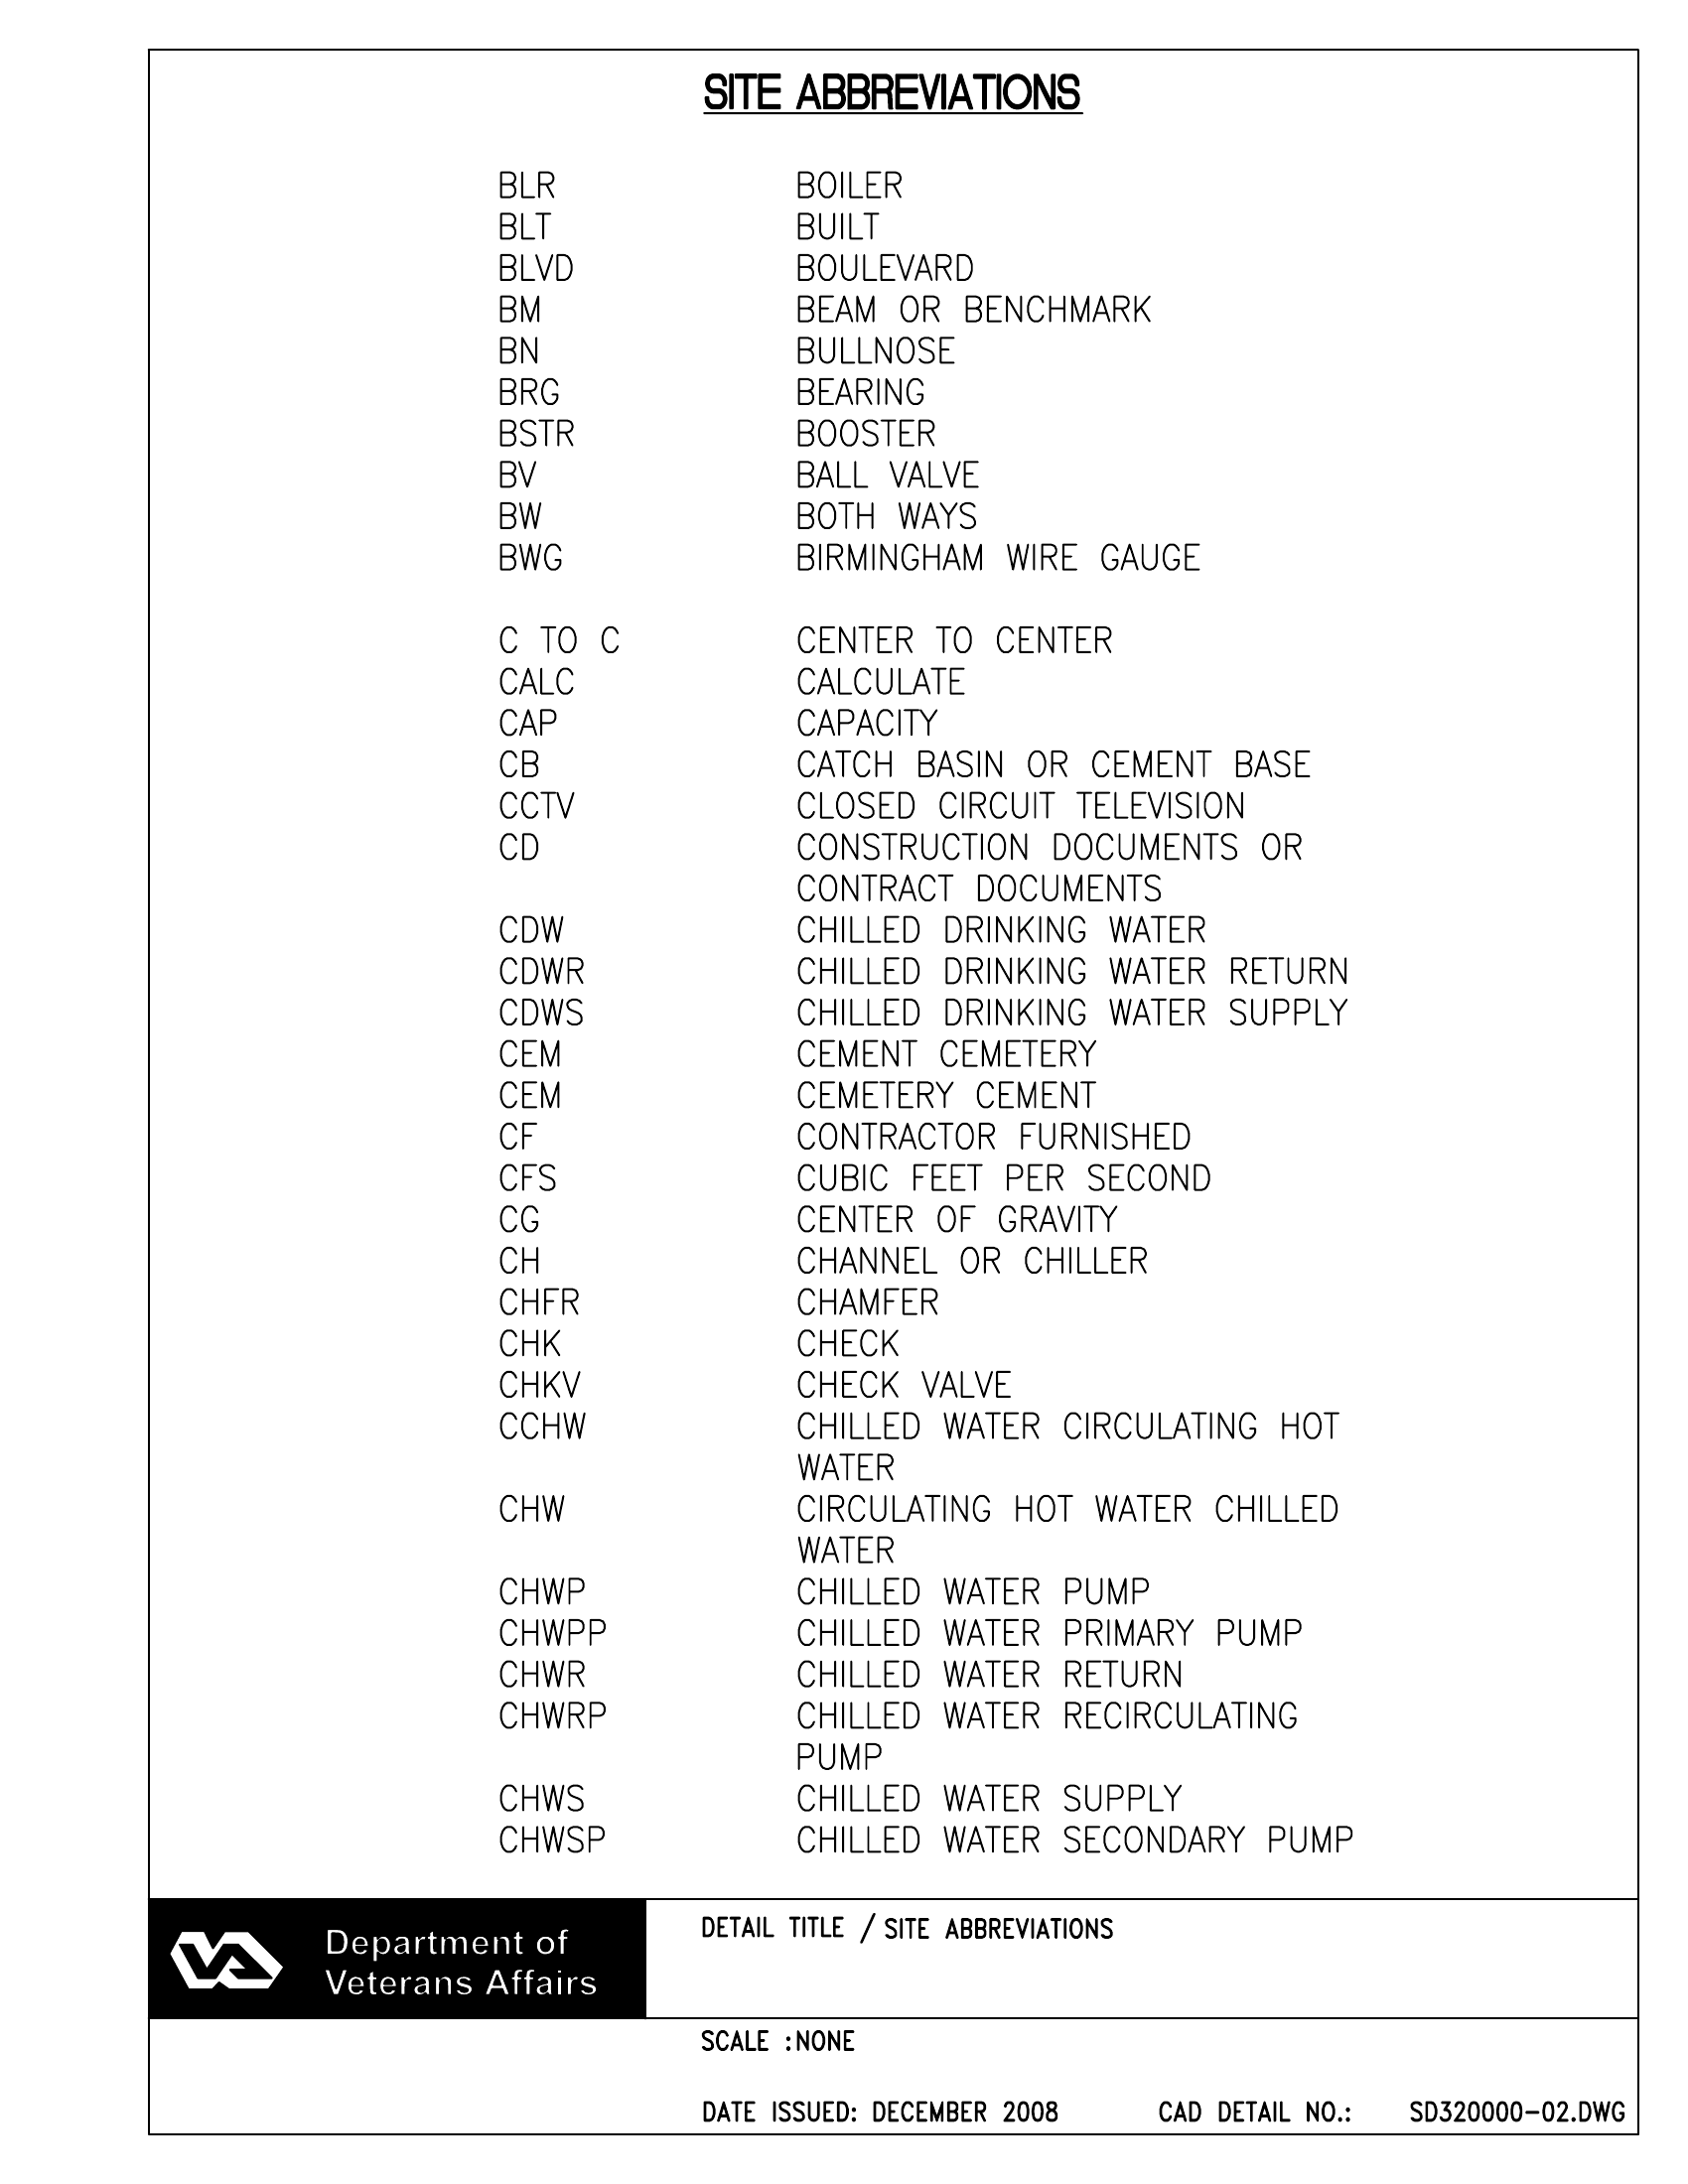 SITE ABBREVIATIONS
BLR BOILER
BLT BUILT
BLVD BOULEVARD
BM BEAM OR BENCHMARK
BN BULLNOSE
BRG BEARING
BSTR BOOSTER
BV BALL VALVE
BW BOTH WAYS
BWG BIRMINGHAM WIRE GAUGE
C TO C CENTER TO CENTER
CALC CALCULATE
CAP CAPACITY
CB CATCH BASIN OR CEMENT BASE
CCTV CLOSED CIRCUIT TELEVISION
CD CONSTRUCTION DOCUMENTS OR
CONTRACT DOCUMENTS
CDW CHILLED DRINKING WATER
CDWR CHILLED DRINKING WATER RETURN
CDWS CHILLED DRINKING WATER SUPPLY
CEM CEMENT CEMETERY
CEM CEMETERY CEMENT
CF CONTRACTOR FURNISHED
CFS CUBIC FEET PER SECOND
CG CENTER OF GRAVITY
CH CHANNEL OR CHILLER
CHFR CHAMFER
CHK CHECK
CHKV CHECK VALVE
CCHW CHILLED WATER CIRCULATING HOT
WATER
CHW CIRCULATING HOT WATER CHILLED
WATER
CHWP CHILLED WATER PUMP
CHWPP CHILLED WATER PRIMARY PUMP
CHWR CHILLED WATER RETURN
CHWRP CHILLED WATER RECIRCULATING
PUMP
CHWS CHILLED WATER SUPPLY
CHWSP CHILLED WATER SECONDARY PUMP
Department of
Veterans Affairs
DETAIL TITLE / SITE ABBREVIATIONS
SCALE :NONE
DATE ISSUED: DECEMBER 2008 CAD DETAIL NO.: SD320000-02.DWG